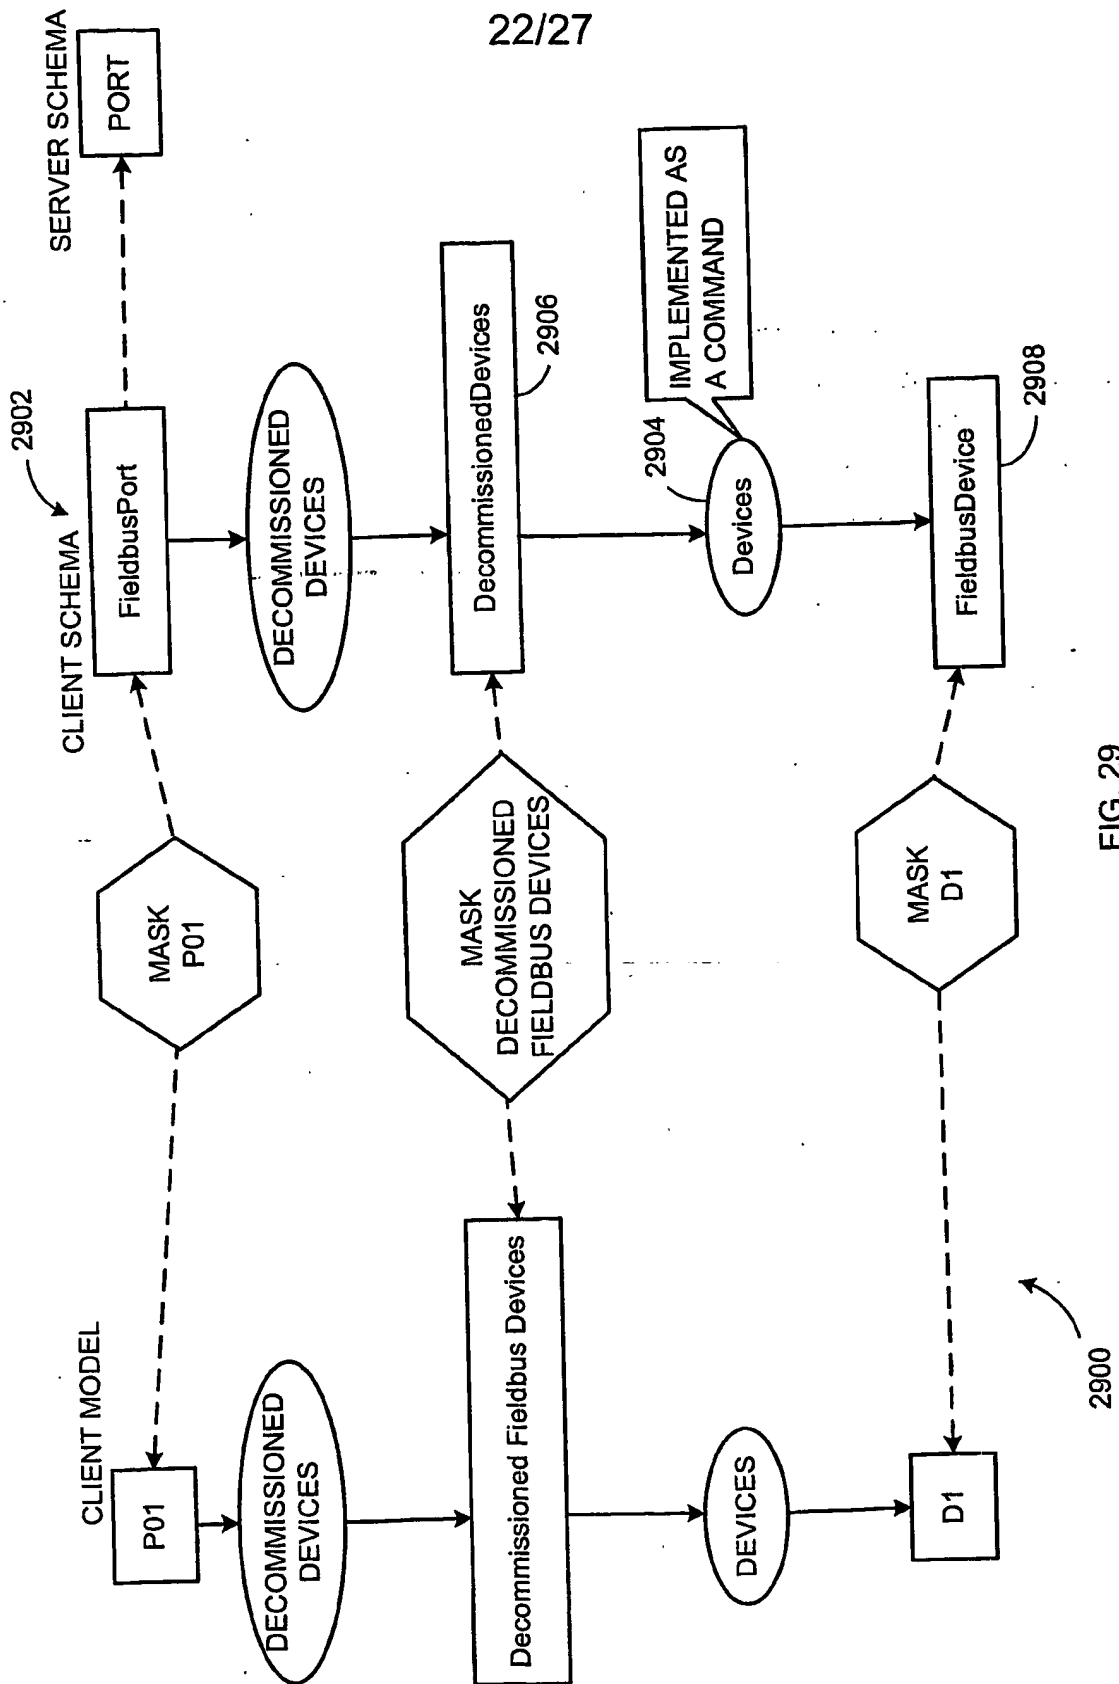 22/27
CLIENT MODEL
P01
DECOMMISSIONED
DEVICES
Decommissioned Fieldbus Devices
DEVICES
D1
2900
MASK
P01
MASK
DECOMMISSIONED
FIELDBUS DEVICES
MASK
D1
CLIENT SCHEMA
2902
FieldbusPort
DECOMMISSIONED
DEVICES
DecommissionedDevices
2906
2904
Devices
IMPLEMENTED AS
A COMMAND
FieldbusDevice
2908
SERVER SCHEMA
PORT
FIG. 29